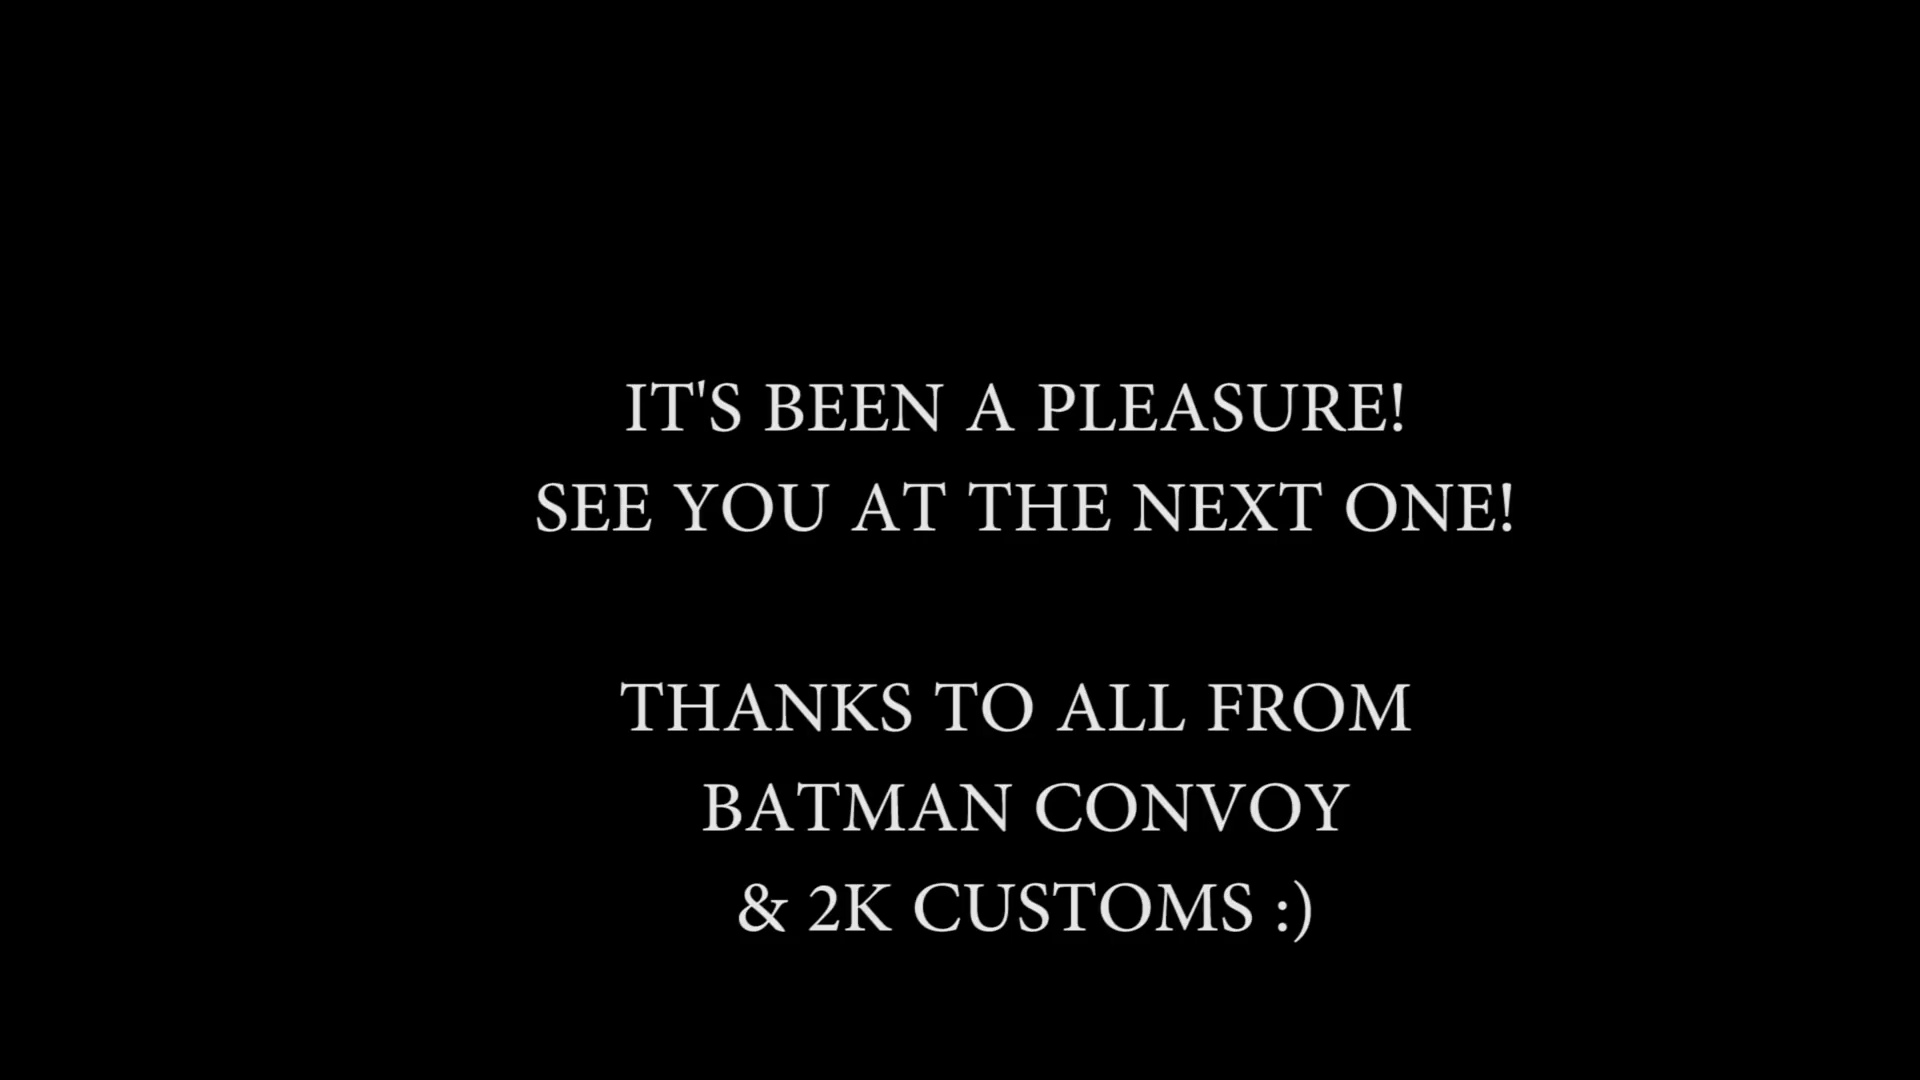 IT'S BEEN A PLEASURE!
SEE YOU AT THE NEXT ONE!
THANKS TO ALL FROM
BATMAN CONVOY
& 2K CUSTOMS :)